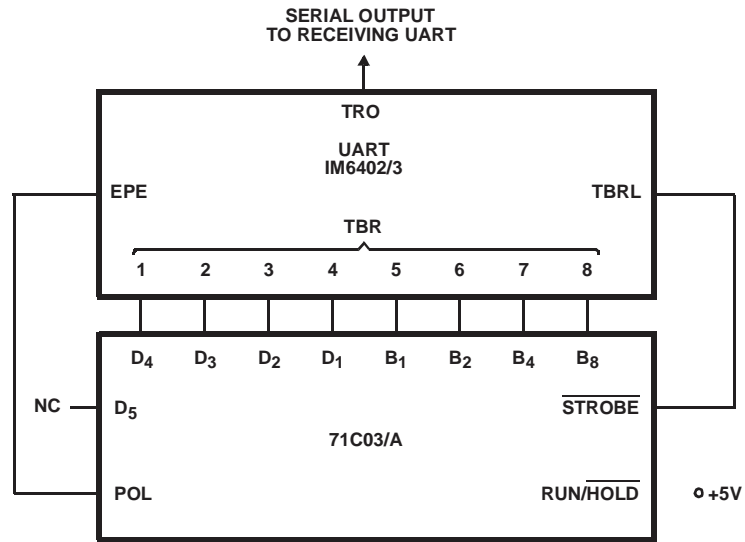 SERIAL OUTPUT
TO RECEIVING UART
TRO
UART
IM6402/3
EPE
TBRL
TBR
1 2 3 4 5 6 7 8
D4 D3 D2 D1 B1 B2 B4 B8
NC
D5
STROBE
71C03/A
POL
RUN/HOLD
+5V